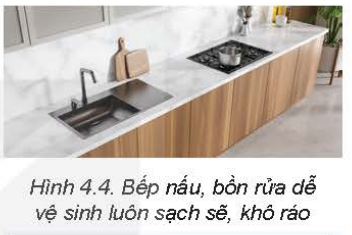 Hình 4.4. Bếp nấu, bồn rửa dễ
vệ sinh luôn sạch sẽ, khô ráo